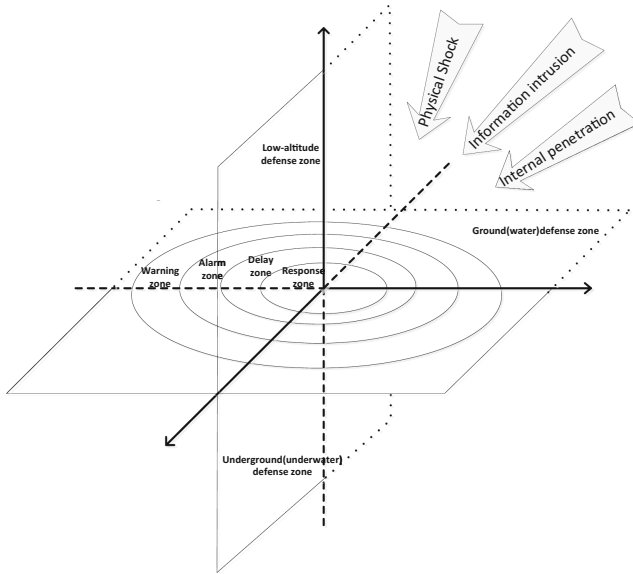 Physical Shock
Information intrusion
Internal penetration
Low-altitude
defense zone
Ground(water)defense zone
Warning
zone
Alarm
zone
Delay
zone
Response
zone
Underground(underwater)
defense zone